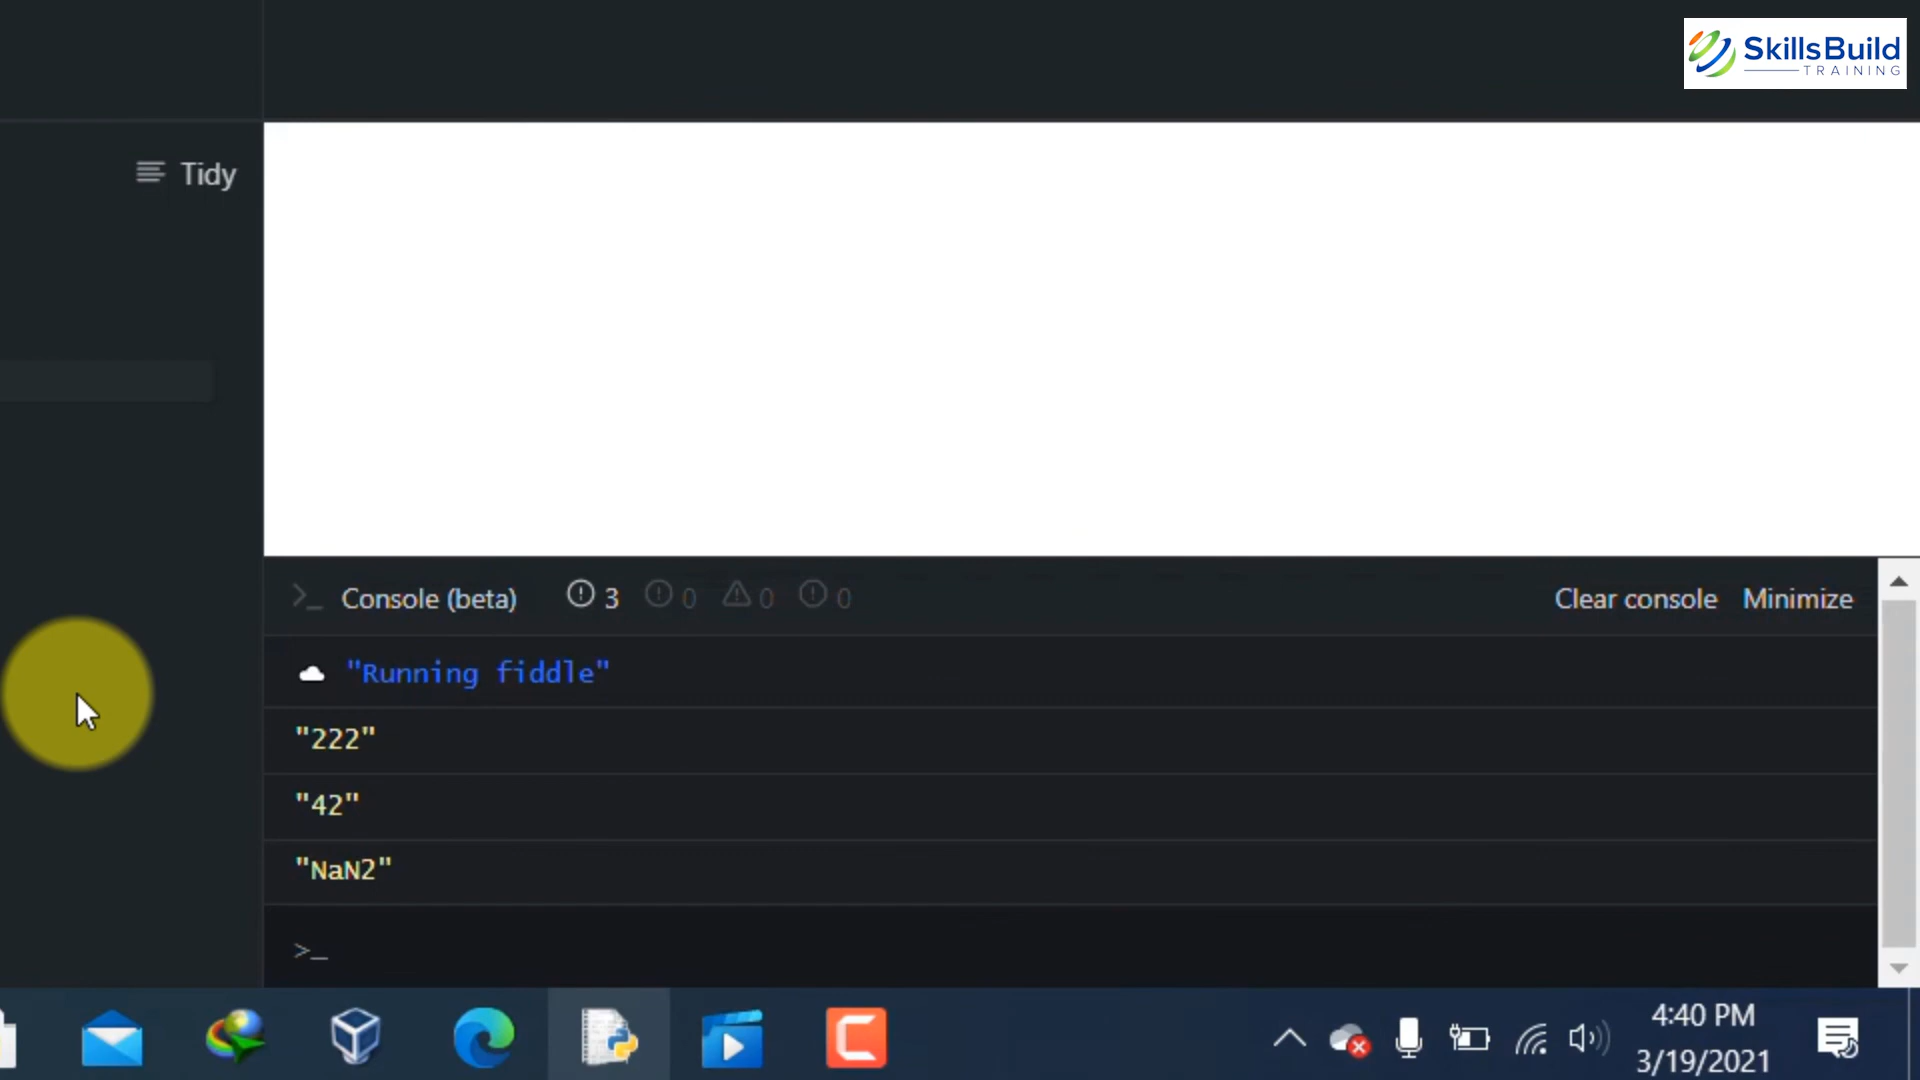 SkillsBuild
TRAINING
Tidy
>_ Console (beta) 3 0 0 0 Clear console Minimize
"Running fiddle"
"222"
"42"
"NaN2"
>_
4:40 PM
3/19/2021